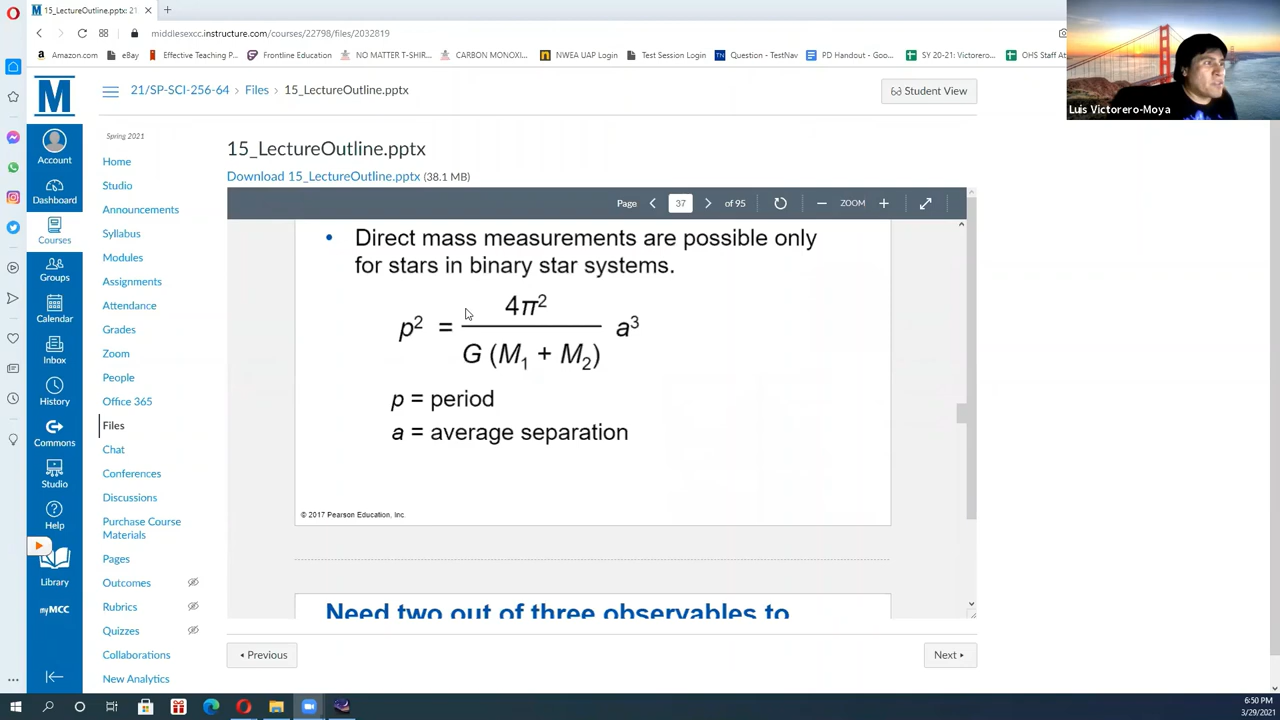 15_LectureOutline.pptx: 21
middlesexcc.instructure.com/courses/22798/files/2032819
Amazon.com
eBay
Effective Teaching P...
Frontline Education
NO MATTER T-SHIR...
CARBON MONOXI...
NWEA UAP Login
Test Session Login
Question - TestNav
PD Handout - Goo...
SY 20-21: Victorero...
OHS Staff At
Luis Victorero-Moya
M
21/SP-SCI-256-64 › Files › 15_LectureOutline.pptx
Student View
Account
Dashboard
Courses
Groups
Calendar
Inbox
History
Commons
Studio
Help
Library
myMCC
Spring 2021
Home
Studio
Announcements
Syllabus
Modules
Assignments
Attendance
Grades
Zoom
People
Office 365
Files
Chat
Conferences
Discussions
Purchase Course
Materials
Pages
Outcomes
Rubrics
Quizzes
Collaborations
New Analytics
15_LectureOutline.pptx
Download 15_LectureOutline.pptx (38.1 MB)
Page 37 of 95 ZOOM
• Direct mass measurements are possible only
for stars in binary star systems.
p² = 4π² / G (M₁ + M₂) a³
p = period
a = average separation
© 2017 Pearson Education, Inc.
Need two out of three observables to
Previous
Next
6:50 PM
3/29/2021